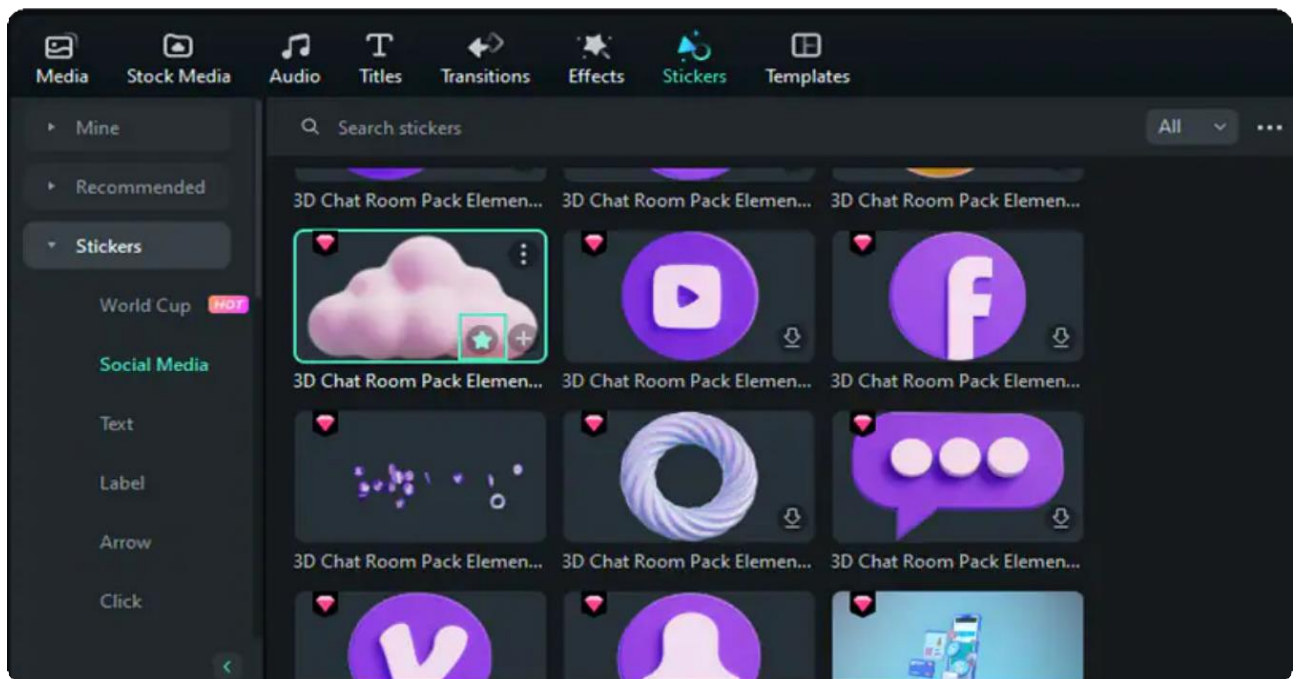 Media Stock Media Audio Titles Transitions Effects Stickers Templates
Mine
Search stickers
All
Recommended
Stickers
World Cup HOT
Social Media
Text
Label
Arrow
Click
3D Chat Room Pack Elemen... 3D Chat Room Pack Elemen... 3D Chat Room Pack Elemen...
3D Chat Room Pack Elemen... 3D Chat Room Pack Elemen... 3D Chat Room Pack Elemen...
3D Chat Room Pack Elemen... 3D Chat Room Pack Elemen... 3D Chat Room Pack Elemen...